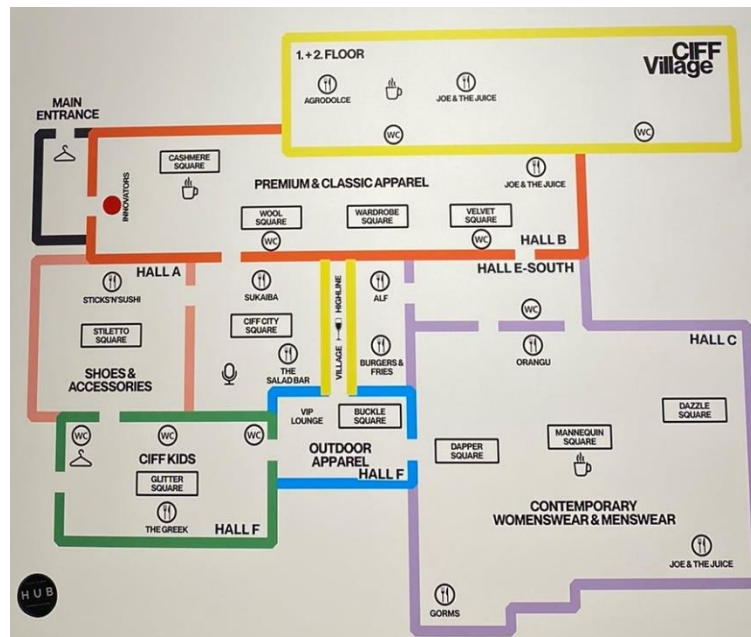 1.+2. FLOOR
CIFF
Village
AGRODOLCE
JOE & THE JUICE
WC
WC
MAIN
ENTRANCE
INNOVATORS
CASHMERE
SQUARE
PREMIUM & CLASSIC APPAREL
JOE & THE JUICE
WOOL
SQUARE
WARDROBE
SQUARE
VELVET
SQUARE
WC
WC
HALL B
HALL A
HALL E-SOUTH
STICKS'N'SUSHI
SUKAIBA
VILLAGE HIGHLINE
ALF
WC
STILETTO
SQUARE
CIFF CITY
SQUARE
ORANGU
HALL C
THE
SALAD BAR
BURGERS &
FRIES
SHOES &
ACCESSORIES
VIP
LOUNGE
BUCKLE
SQUARE
DAZZLE
SQUARE
WC
WC
WC
CIFF KIDS
OUTDOOR
APPAREL
HALL F
DAPPER
SQUARE
MANNEQUIN
SQUARE
GLITTER
SQUARE
THE GREEK
HALL F
CONTEMPORARY
WOMENSWEAR & MENSWEAR
JOE & THE JUICE
GORMS
HUB